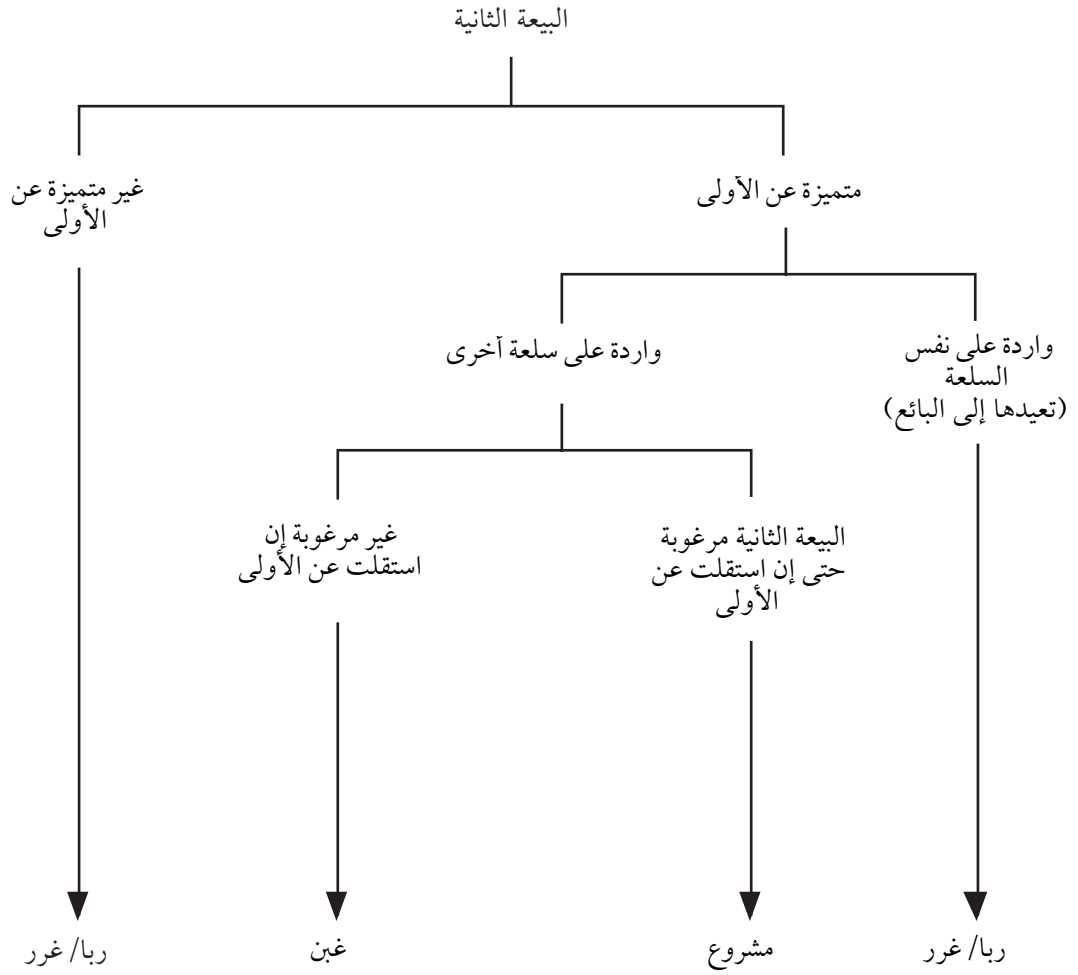 البيعة الثانية
متميزة عن الأولى
غير متميزة عن
الأولى
واردة على نفس
السلعة
(تعيدها إلى البائع)
واردة على سلعة أخرى
البيعة الثانية مرغوبة
حتى إن استقلت عن
الأولى
غير مرغوبة إن
استقلت عن الأولى
ربا/ غرر
مشروع
غبن
ربا/ غرر